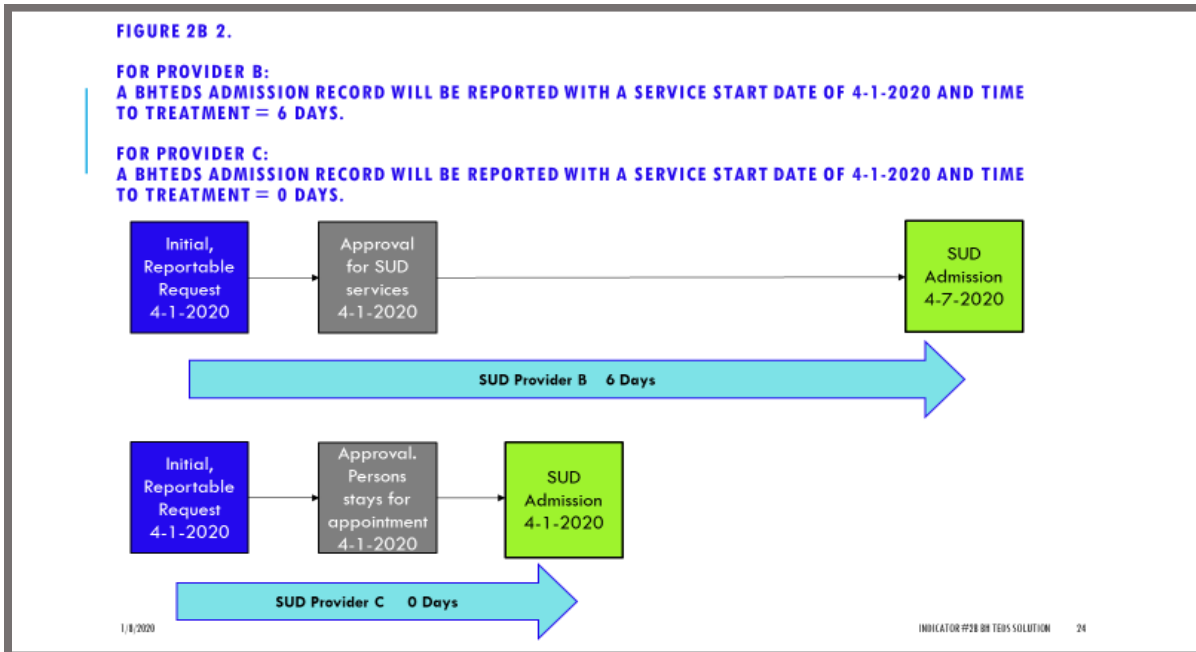 FIGURE 2B 2.
FOR PROVIDER B:
A BHTEDS ADMISSION RECORD WILL BE REPORTED WITH A SERVICE START DATE OF 4-1-2020 AND TIME
TO TREATMENT = 6 DAYS.
FOR PROVIDER C:
A BHTEDS ADMISSION RECORD WILL BE REPORTED WITH A SERVICE START DATE OF 4-1-2020 AND TIME
TO TREATMENT = 0 DAYS.
Initial,
Reportable
Request
4-1-2020
Approval
for SUD
services
4-1-2020
SUD
Admission
4-7-2020
SUD Provider B 6 Days
Initial,
Reportable
Request
4-1-2020
Approval.
Persons
stays for
appointment
4-1-2020
SUD
Admission
4-1-2020
SUD Provider C 0 Days
1/8/2020
INDICATOR #2B BH TEDS SOLUTION 24